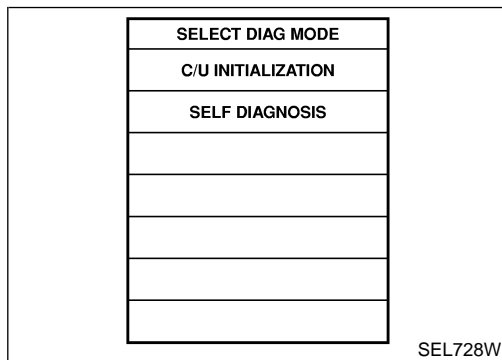 SELECT DIAG MODE
C/U INITIALIZATION
SELF DIAGNOSIS
SEL728W